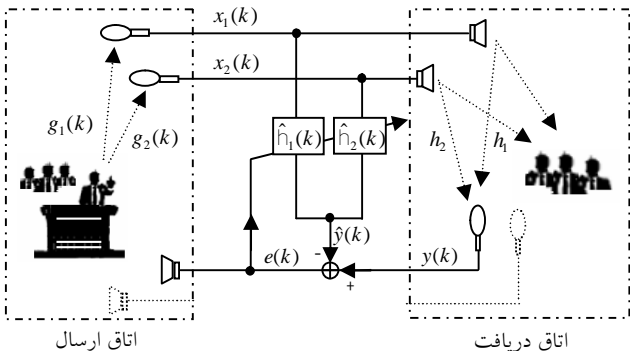 x₁(k)
x₂(k)
g₁(k)
g₂(k)
ĥ₁(k)
ĥ₂(k)
h₂
h₁
ŷ(k)
-
e(k)
+
y(k)
اتاق ارسال
اتاق دریافت